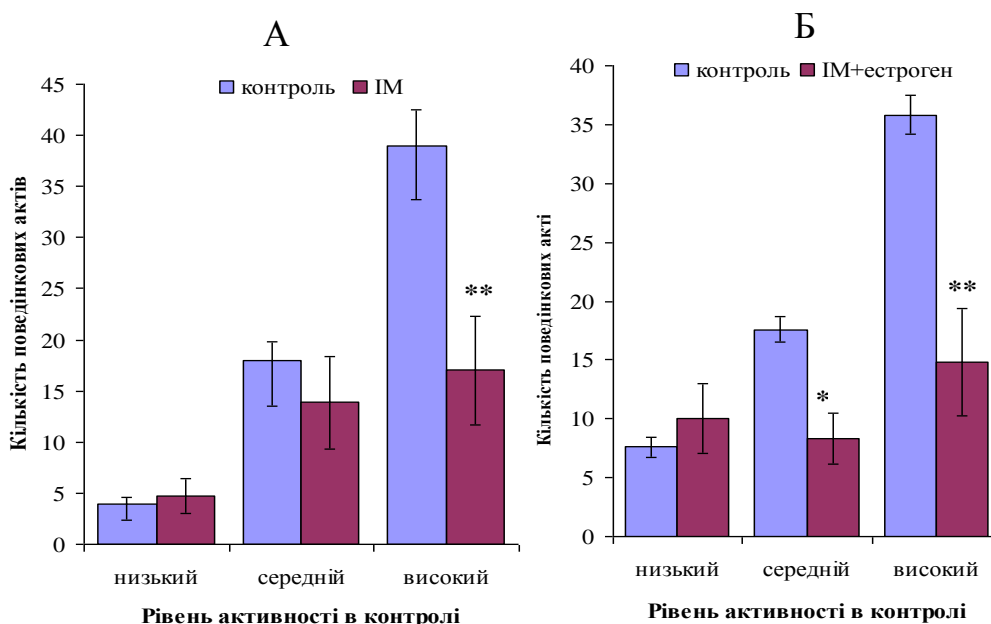 А
контроль IM
Кількість поведінкових актів
45
40
35
30
25
20
15
10
5
0
**
низький середній високий
Рівень активності в контролі
Б
контроль IM+естроген
Кількість поведінкових акті
40
35
30
25
20
15
10
5
0
*
**
низький середній високий
Рівень активності в контролі